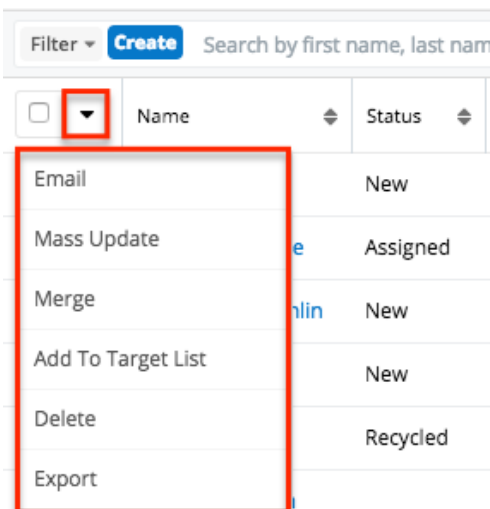 Filter Create Search by first name, last nam
Name Status
Email New
Mass Update e Assigned
Merge nlin New
Add To Target List
New
Delete
Recycled
Export